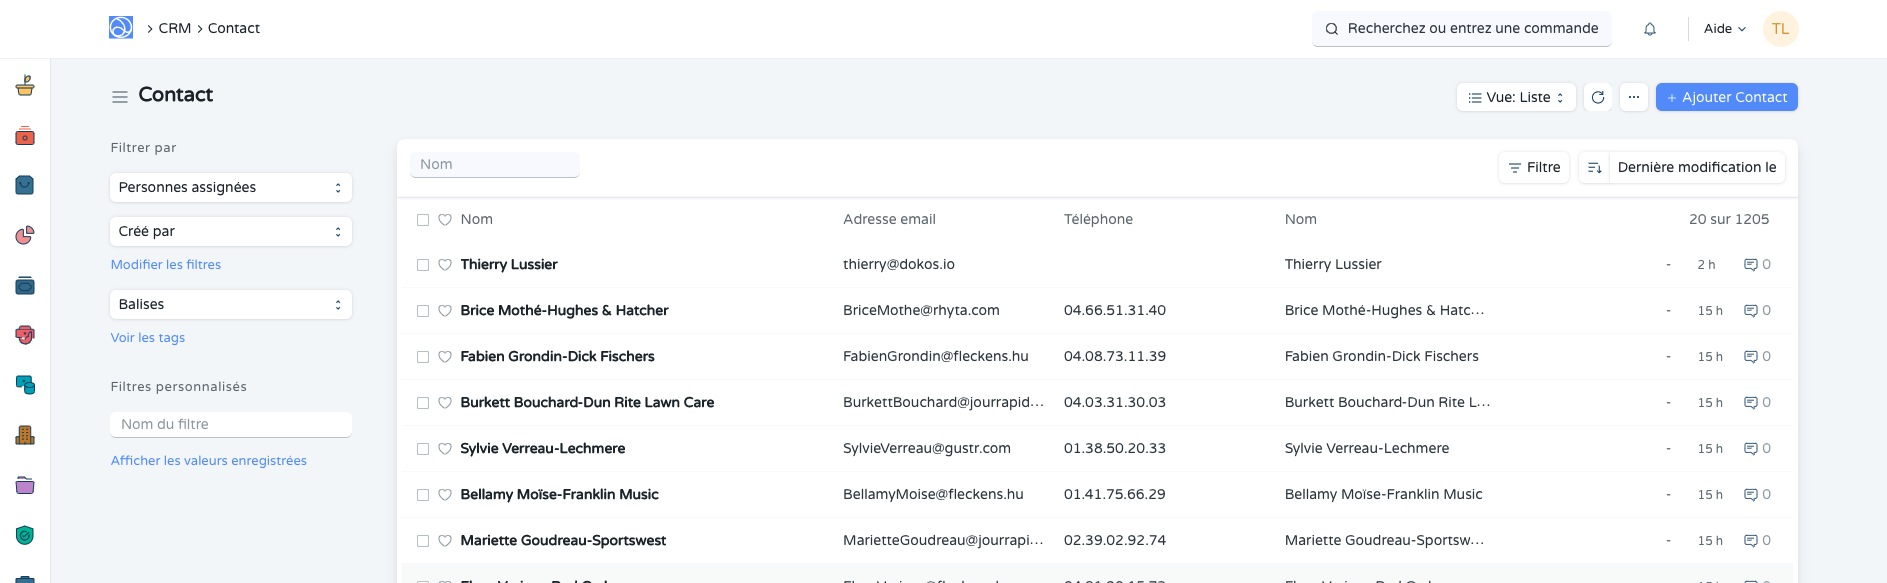 CRM Contact
Recherchez ou entrez une commande
Aide
TL
Contact
Vue: Liste
...
+ Ajouter Contact
Filtrer par
Personnes assignées
Créé par
Modifier les filtres
Balises
Voir les tags
Filtres personnalisés
Nom du filtre
Afficher les valeurs enregistrées
Nom
Filtre
Dernière modification le
Nom Adresse email Téléphone Nom 20 sur 1205
Thierry Lussier thierry@dokos.io Thierry Lussier - 2 h 0
Brice Mothé-Hughes & Hatcher BriceMothe@rhyta.com 04.66.51.31.40 Brice Mothé-Hughes & Hatc... - 15 h 0
Fabien Grondin-Dick Fischers FabienGrondin@fleckens.hu 04.08.73.11.39 Fabien Grondin-Dick Fischers - 15 h 0
Burkett Bouchard-Dun Rite Lawn Care BurkettBouchard@jourrapid... 04.03.31.30.03 Burkett Bouchard-Dun Rite L... - 15 h 0
Sylvie Verreau-Lechmere SylvieVerreau@gustr.com 01.38.50.20.33 Sylvie Verreau-Lechmere - 15 h 0
Bellamy Moïse-Franklin Music BellamyMoise@fleckens.hu 01.41.75.66.29 Bellamy Moïse-Franklin Music - 15 h 0
Mariette Goudreau-Sportswest MarietteGoudreau@jourrapi... 02.39.02.92.74 Mariette Goudreau-Sportsw... - 15 h 0